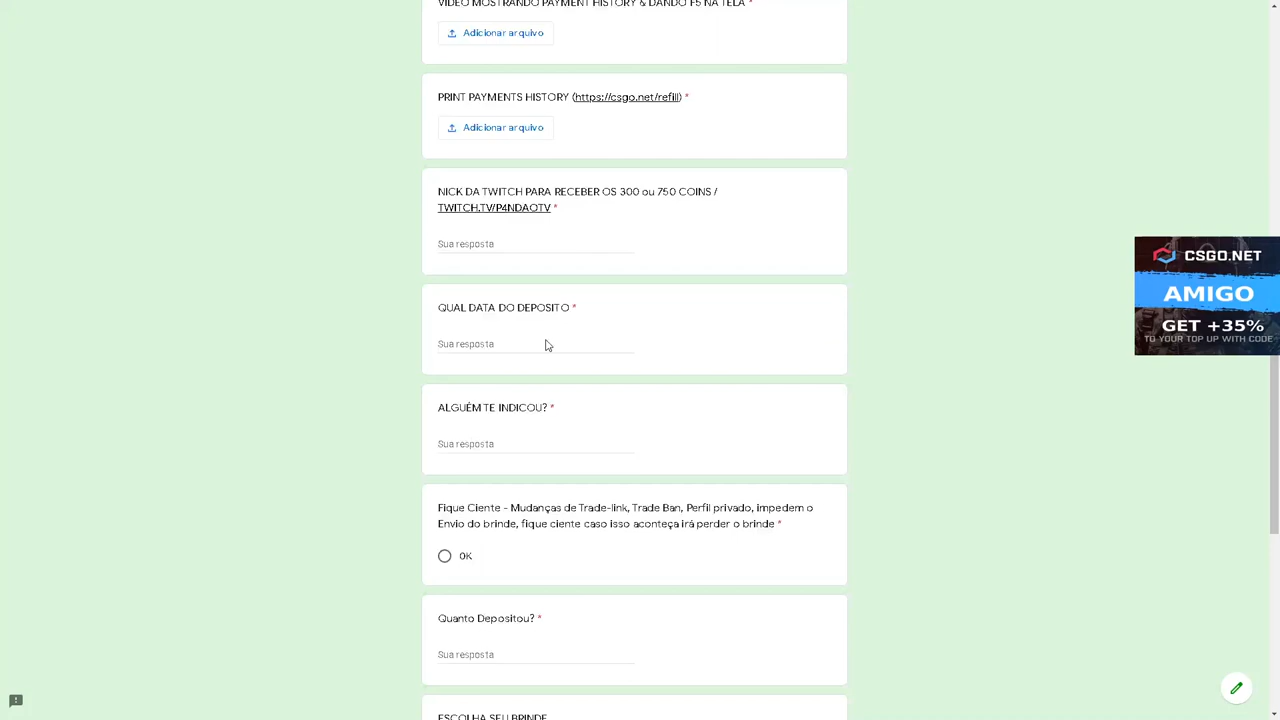 VIDEO MOSTRANDO PAYMENT HISTORY & DANDO F5 NA TELA *
Adicionar arquivo
PRINT PAYMENTS HISTORY (https://csgo.net/refill) *
Adicionar arquivo
NICK DA TWITCH PARA RECEBER OS 300 ou 750 COINS /
TWITCH.TV/P4NDAOTV *
Sua resposta
QUAL DATA DO DEPOSITO *
Sua resposta
ALGUÉM TE INDICOU? *
Sua resposta
Fique Ciente - Mudanças de Trade-link, Trade Ban, Perfil privado, impedem o
Envio do brinde, fique ciente caso isso aconteça irá perder o brinde *
OK
Quanto Depositou? *
Sua resposta
ESCOLHA SEU BRINDE
CSGO.NET
AMIGO
GET +35%
TO YOUR TOP UP WITH CODE